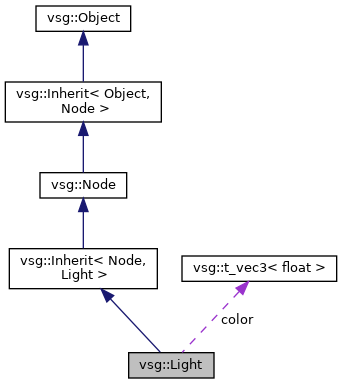 vsg::Object
vsg::Inherit< Object,
Node >
vsg::Node
vsg::Inherit< Node,
Light >
vsg::t_vec3< float >
color
vsg::Light